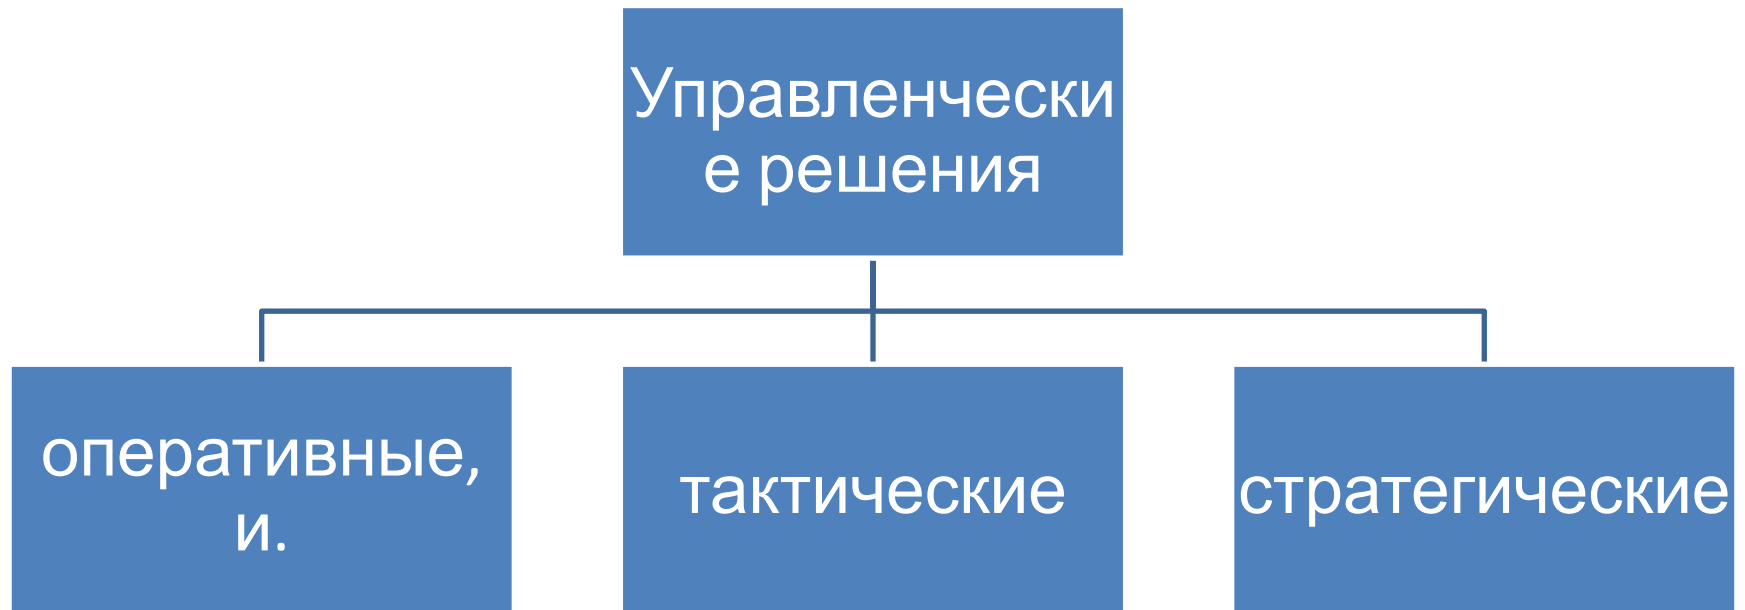 Управленчески
е решения
оперативные,
и.
тактические
стратегические